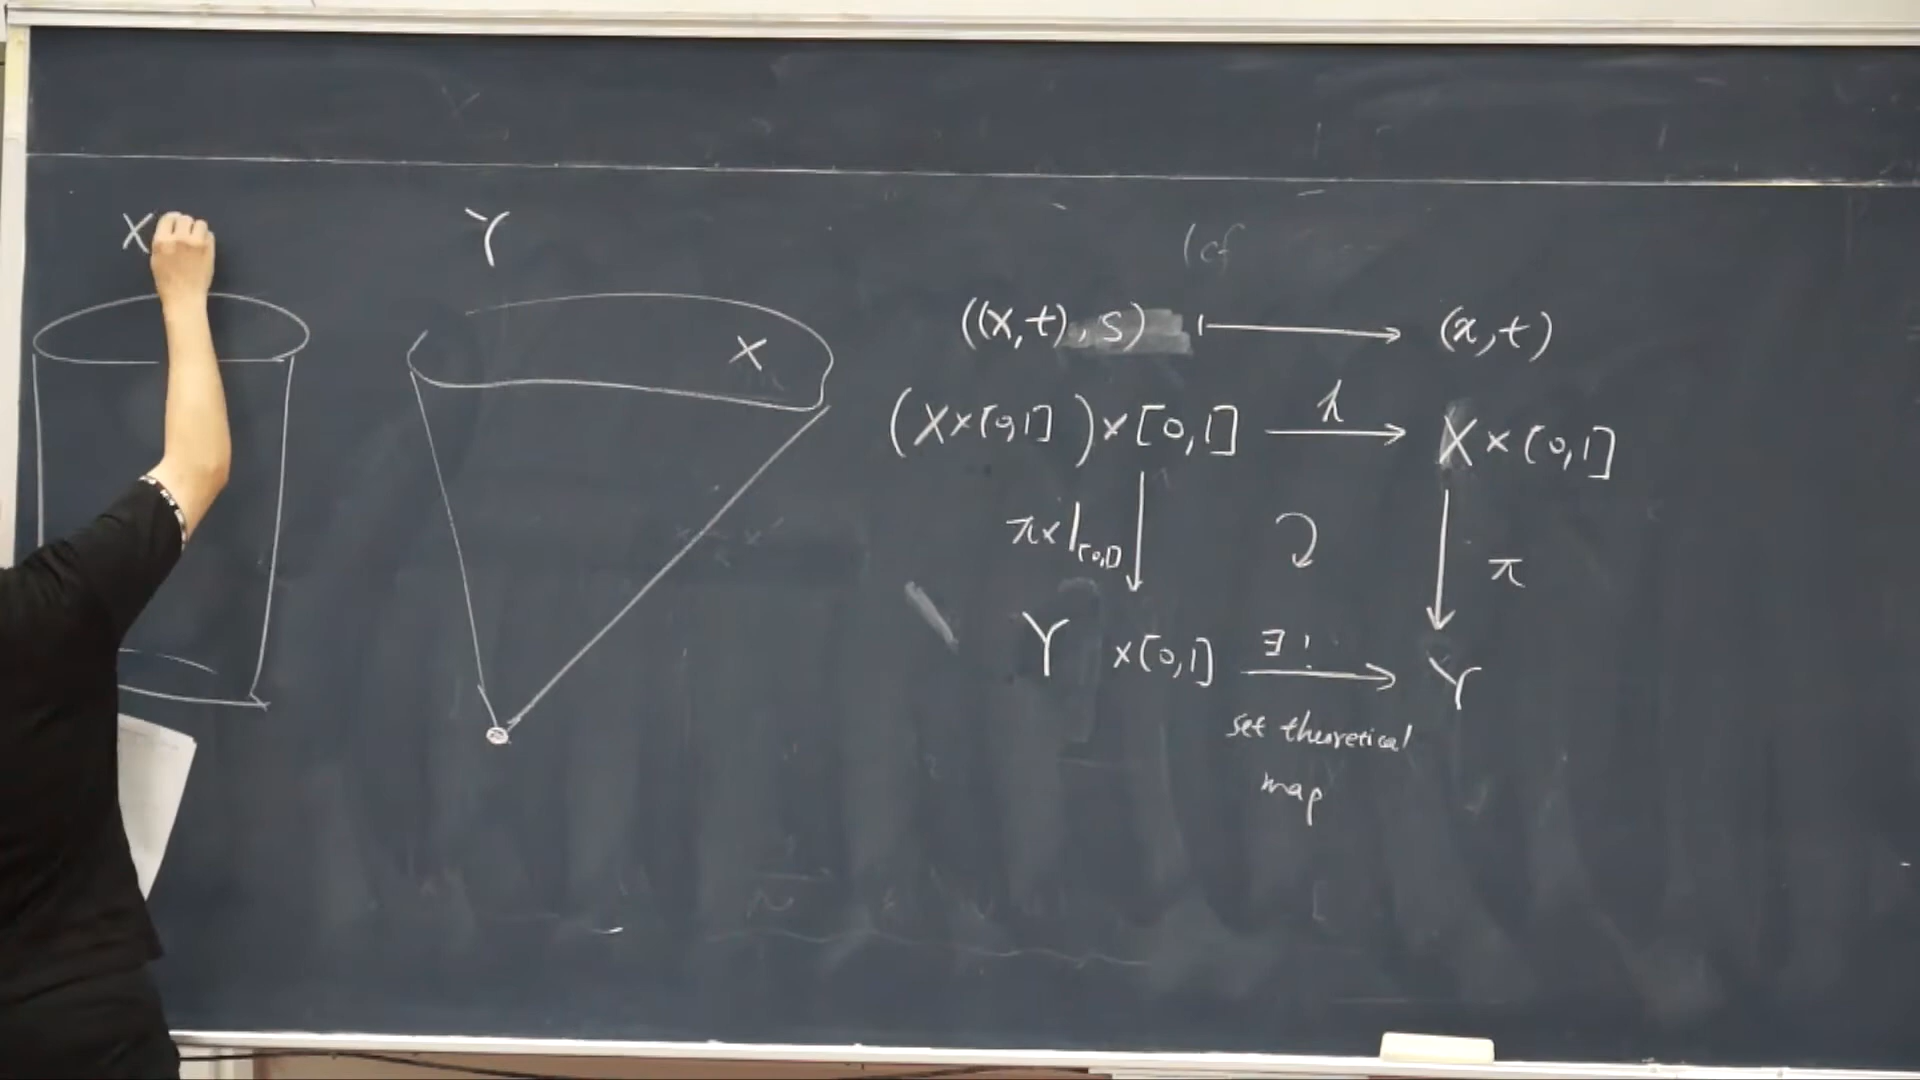 X
Y
X
(cf
((x,t),s) ⟼ (x,t)
(X×[0,1])×[0,1] ⟶ X×[0,1]
h
π×1[0,1]
π
Y ×[0,1] ⟶ Y
∃!
set theoretical
map